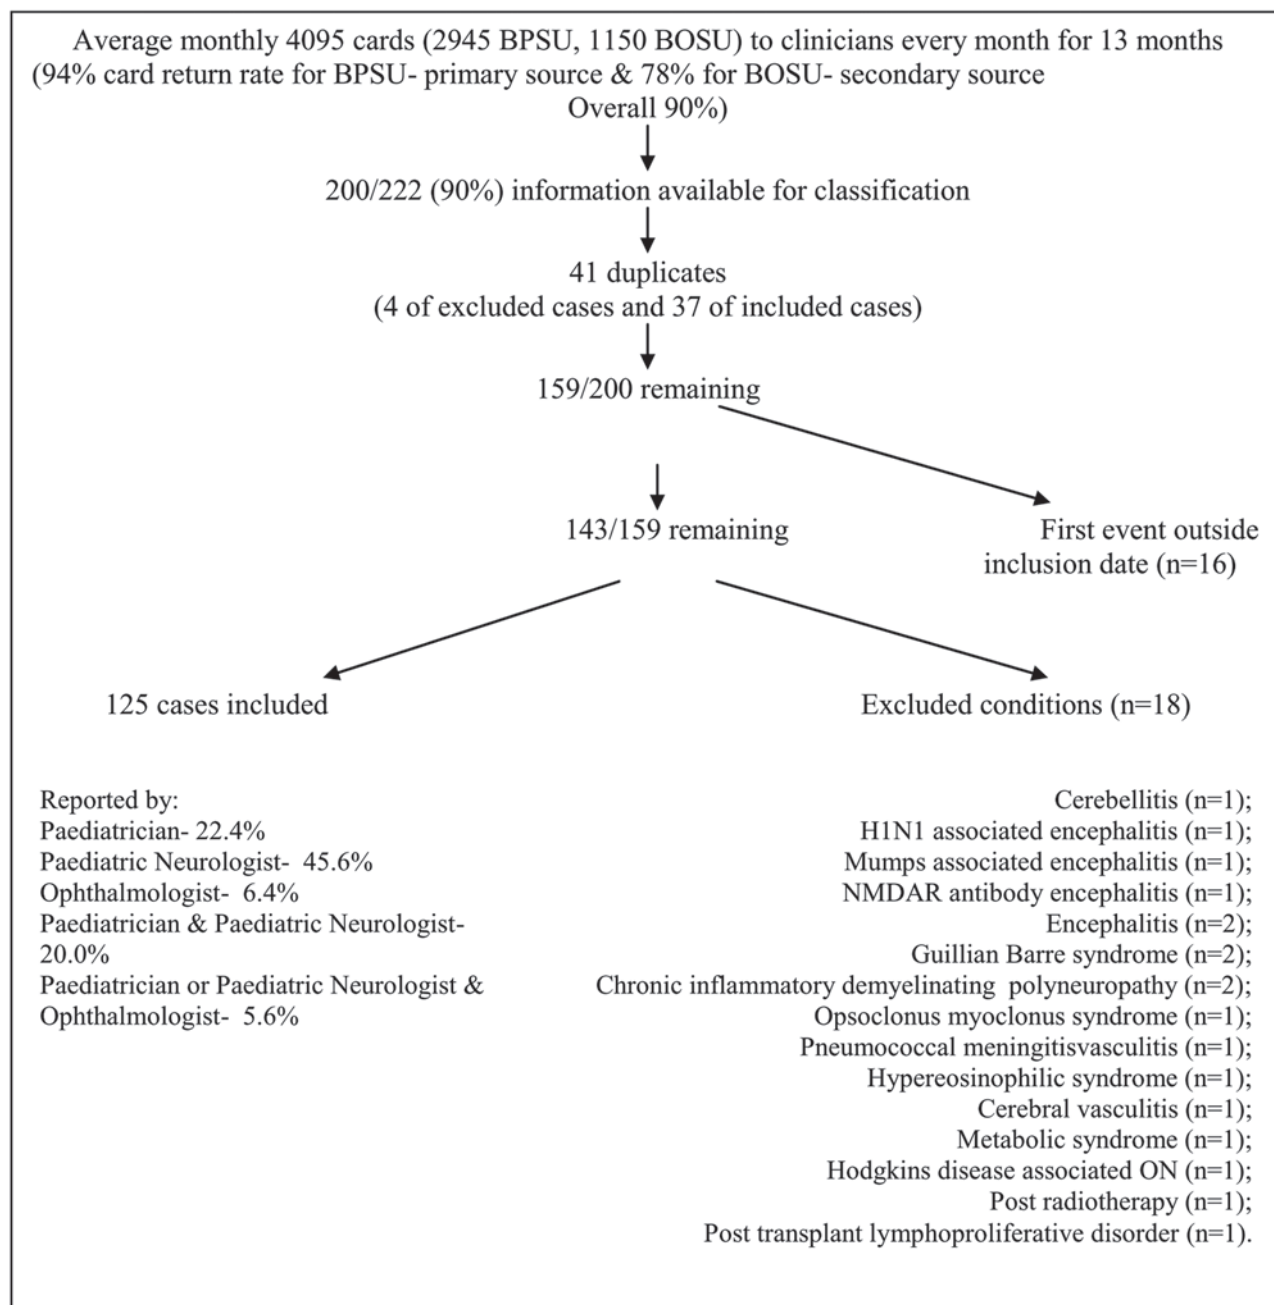 Average monthly 4095 cards (2945 BPSU, 1150 BOSU) to clinicians every month for 13 months
(94% card return rate for BPSU- primary source & 78% for BOSU- secondary source
Overall 90%)
200/222 (90%) information available for classification
41 duplicates
(4 of excluded cases and 37 of included cases)
159/200 remaining
143/159 remaining
First event outside
inclusion date (n=16)
125 cases included
Excluded conditions (n=18)
Reported by:
Paediatrician- 22.4%
Paediatric Neurologist- 45.6%
Ophthalmologist- 6.4%
Paediatrician & Paediatric Neurologist-
20.0%
Paediatrician or Paediatric Neurologist &
Ophthalmologist- 5.6%
Cerebellitis (n=1);
H1N1 associated encephalitis (n=1);
Mumps associated encephalitis (n=1);
NMDAR antibody encephalitis (n=1);
Encephalitis (n=2);
Guillian Barre syndrome (n=2);
Chronic inflammatory demyelinating polyneuropathy (n=2);
Opsoclonus myoclonus syndrome (n=1);
Pneumococcal meningitisvasculitis (n=1);
Hypereosinophilic syndrome (n=1);
Cerebral vasculitis (n=1);
Metabolic syndrome (n=1);
Hodgkins disease associated ON (n=1);
Post radiotherapy (n=1);
Post transplant lymphoproliferative disorder (n=1).